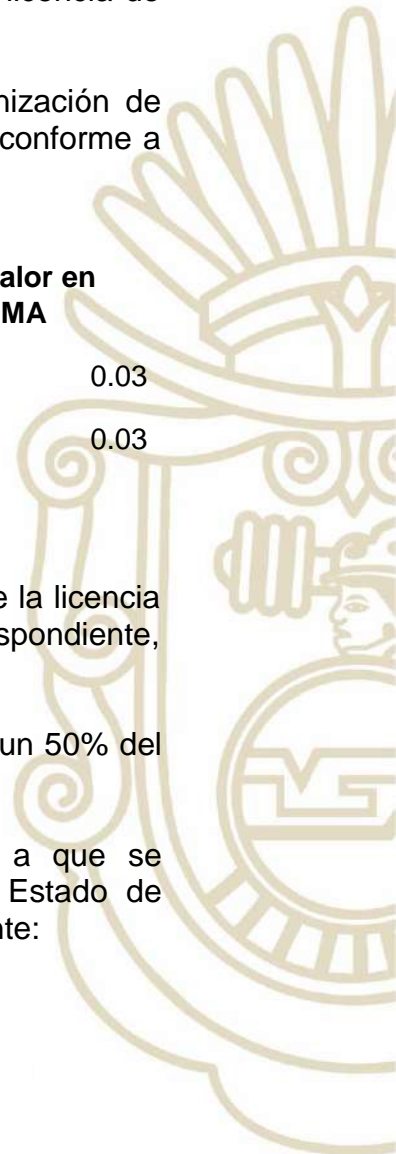 licencia de
nización de
conforme a
alor en
MA
0.03
0.03
e la licencia
spondiente,
un 50% del
a que se
Estado de
nte: